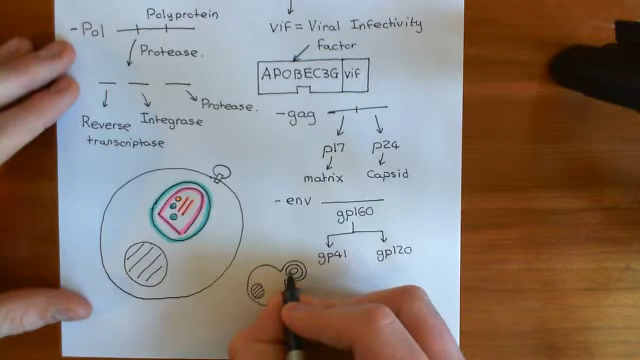 - Pol
Polyprotein
Protease.
Reverse transcriptase
Integrase
Protease.
vif = Viral Infectivity
factor
APOBEC3G vif
- gag
p17
p24
matrix
Capsid
- env
gp160
gp41
gp120